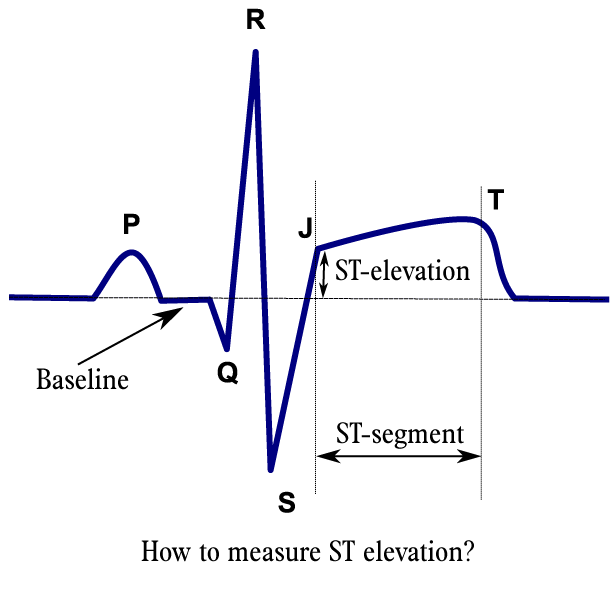 R
P
J
T
ST-elevation
Baseline
Q
ST-segment
S
How to measure ST elevation?